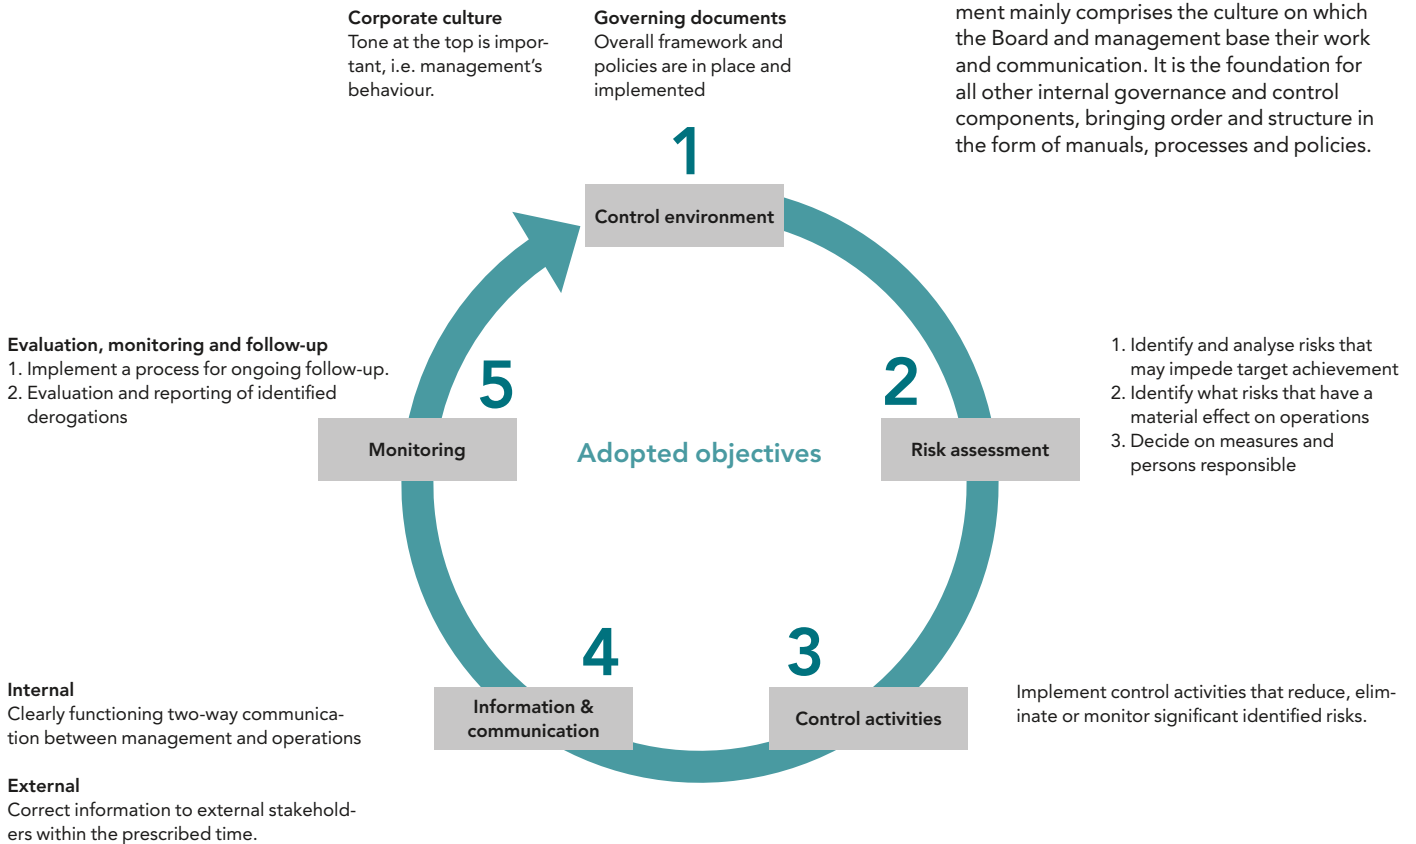 Corporate culture
Tone at the top is impor-
tant, i.e. management's
behaviour.
Governing documents
Overall framework and
policies are in place and
implemented
ment mainly comprises the culture on which
the Board and management base their work
and communication. It is the foundation for
all other internal governance and control
components, bringing order and structure in
the form of manuals, processes and policies.
1
Control environment
Evaluation, monitoring and follow-up
1. Implement a process for ongoing follow-up.
2. Evaluation and reporting of identified
derogations
5
Monitoring
Adopted objectives
2
Risk assessment
1. Identify and analyse risks that
may impede target achievement
2. Identify what risks that have a
material effect on operations
3. Decide on measures and
persons responsible
4
Information &
communication
3
Control activities
Implement control activities that reduce, elim-
inate or monitor significant identified risks.
Internal
Clearly functioning two-way communica-
tion between management and operations
External
Correct information to external stakehold-
ers within the prescribed time.